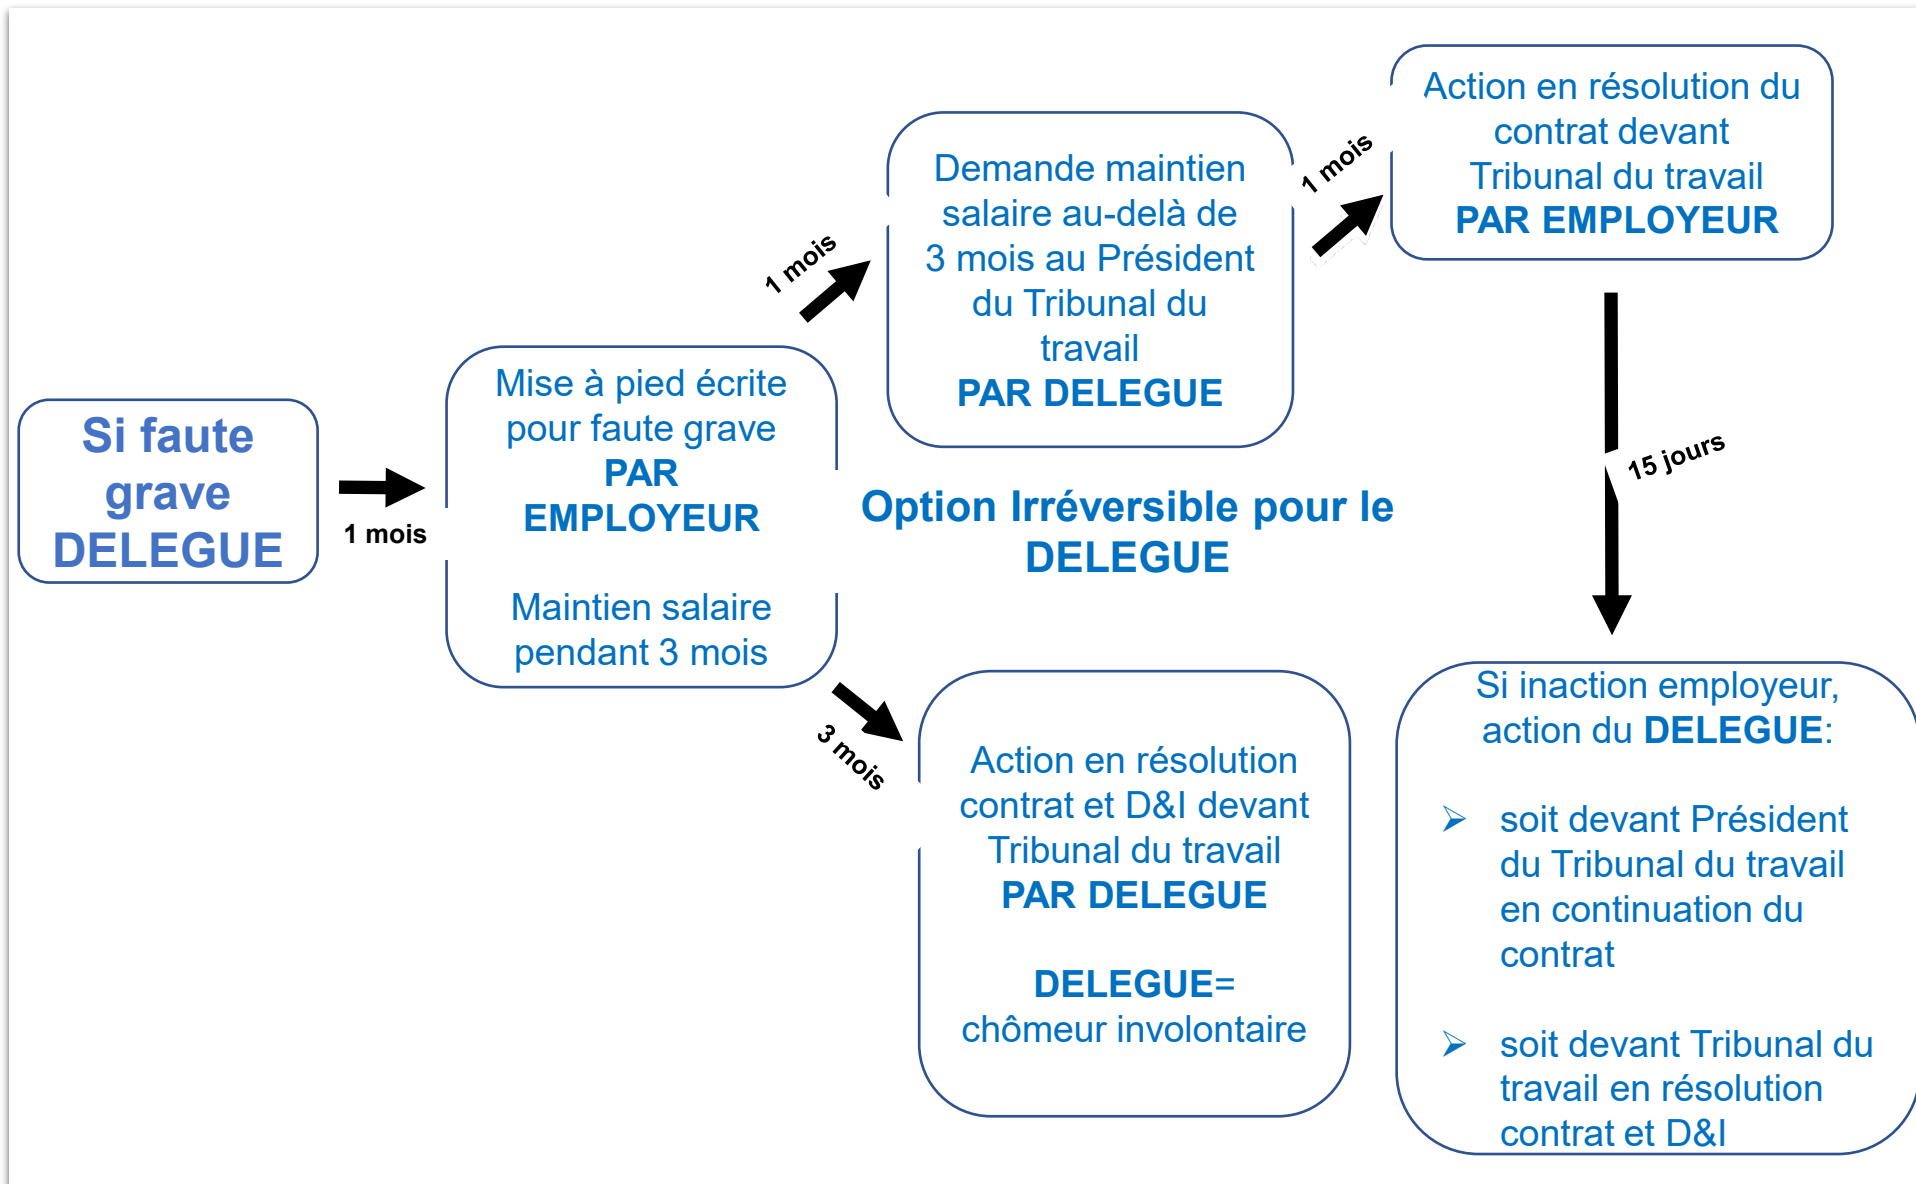 Si faute
grave
DELEGUE
1 mois
Mise à pied écrite
pour faute grave
PAR
EMPLOYEUR
Maintien salaire
pendant 3 mois
1 mois
Demande maintien
salaire au-delà de
3 mois au Président
du Tribunal du
travail
PAR DELEGUE
1 mois
Action en résolution du
contrat devant
Tribunal du travail
PAR EMPLOYEUR
Option Irréversible pour le
DELEGUE
3 mois
Action en résolution
contrat et D&I devant
Tribunal du travail
PAR DELEGUE
DELEGUE=
chômeur involontaire
15 jours
Si inaction employeur,
action du DELEGUE:
➢ soit devant Président
du Tribunal du travail
en continuation du
contrat
➢ soit devant Tribunal du
travail en résolution
contrat et D&I